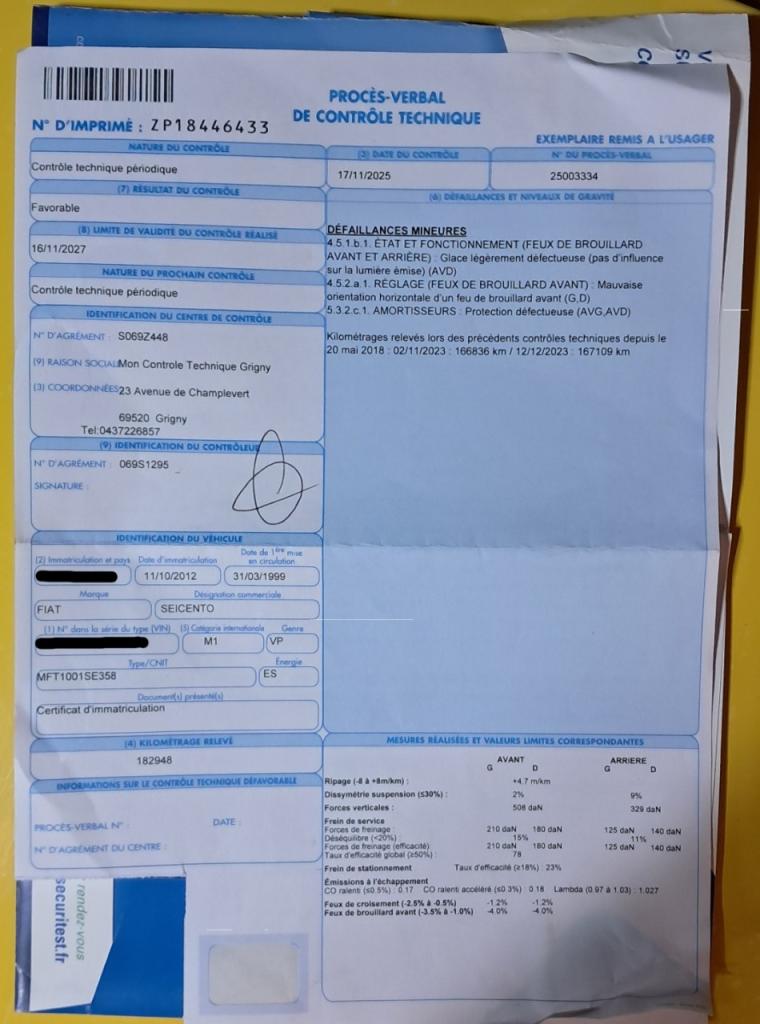 PROCÈS-VERBAL
DE CONTRÔLE TECHNIQUE
N° D'IMPRIMÉ : ZP18446433
EXEMPLAIRE REMIS A L'USAGER
NATURE DU CONTRÔLE
Contrôle technique périodique
(2) DATE DU CONTRÔLE
17/11/2025
N° DU PROCÈS-VERBAL
25003334
(7) RÉSULTAT DU CONTRÔLE
Favorable
(8) LIMITE DE VALIDITÉ DU CONTRÔLE RÉALISÉ
16/11/2027
NATURE DU PROCHAIN CONTRÔLE
Contrôle technique périodique
IDENTIFICATION DU CENTRE DE CONTRÔLE
N° D'AGRÉMENT : S069Z448
(9) RAISON SOCIALE Mon Controle Technique Grigny
(3) COORDONNÉES 23 Avenue de Champlevert
69520 Grigny
Tel:0437226857
(9) IDENTIFICATION DU CONTRÔLEUR
N° D'AGRÉMENT : 069S1295
SIGNATURE :
(6) DÉFAILLANCES ET NIVEAUX DE GRAVITÉ
DÉFAILLANCES MINEURES
4.5.1.b.1. ÉTAT ET FONCTIONNEMENT (FEUX DE BROUILLARD
AVANT ET ARRIÈRE) : Glace légèrement défectueuse (pas d'influence
sur la lumière émise) (AVD)
4.5.2.a.1. RÉGLAGE (FEUX DE BROUILLARD AVANT) : Mauvaise
orientation horizontale d'un feu de brouillard avant (G,D)
5.3.2.c.1. AMORTISSEURS : Protection défectueuse (AVG,AVD)
Kilométrages relevés lors des précédents contrôles techniques depuis le
20 mai 2018 : 02/11/2023 : 166836 km / 12/12/2023 : 167109 km
IDENTIFICATION DU VÉHICULE
(2) Immatriculation et pays
Date d'immatriculation
11/10/2012
Date de 1ère mise
en circulation
31/03/1999
Marque
FIAT
Désignation commerciale
SEICENTO
(1) N° dans la série du type (VIN)
(5) Catégorie internationale
M1
Genre
VP
Type/CNIT
MFT1001SE358
Énergie
ES
Document(s) présenté(s)
Certificat d'immatriculation
(4) KILOMÉTRAGE RELEVÉ
182948
INFORMATIONS SUR LE CONTRÔLE TECHNIQUE DÉFAVORABLE
PROCÈS-VERBAL N° : DATE :
N° D'AGRÉMENT DU CENTRE :
MESURES RÉALISÉES ET VALEURS LIMITES CORRESPONDANTES
AVANT ARRIERE
G D G D
Ripage (-8 à +8m/km) : +4.7 m/km
Dissymétrie suspension (≤30%) : 2% 9%
Forces verticales : 508 daN 329 daN
Frein de service
Forces de freinage : 210 daN 180 daN 125 daN 140 daN
Déséquilibre (<20%) : 15% 11%
Forces de freinage (efficacité) 210 daN 180 daN 125 daN 140 daN
Taux d'efficacité global (≥50%) : 78
Frein de stationnement Taux d'efficacité (≥18%) : 23%
Émissions à l'échappement
CO ralenti (≤0.5%) : 0.17 CO ralenti accéléré (≤0.3%) : 0.18 Lambda (0.97 à 1.03) : 1.027
Feux de croisement (-2.5% à -0.5%) -1.2% -1.2%
Feux de brouillard avant (-3.5% à -1.0%) -4.0% -4.0%
rendez-vous
securitest.fr